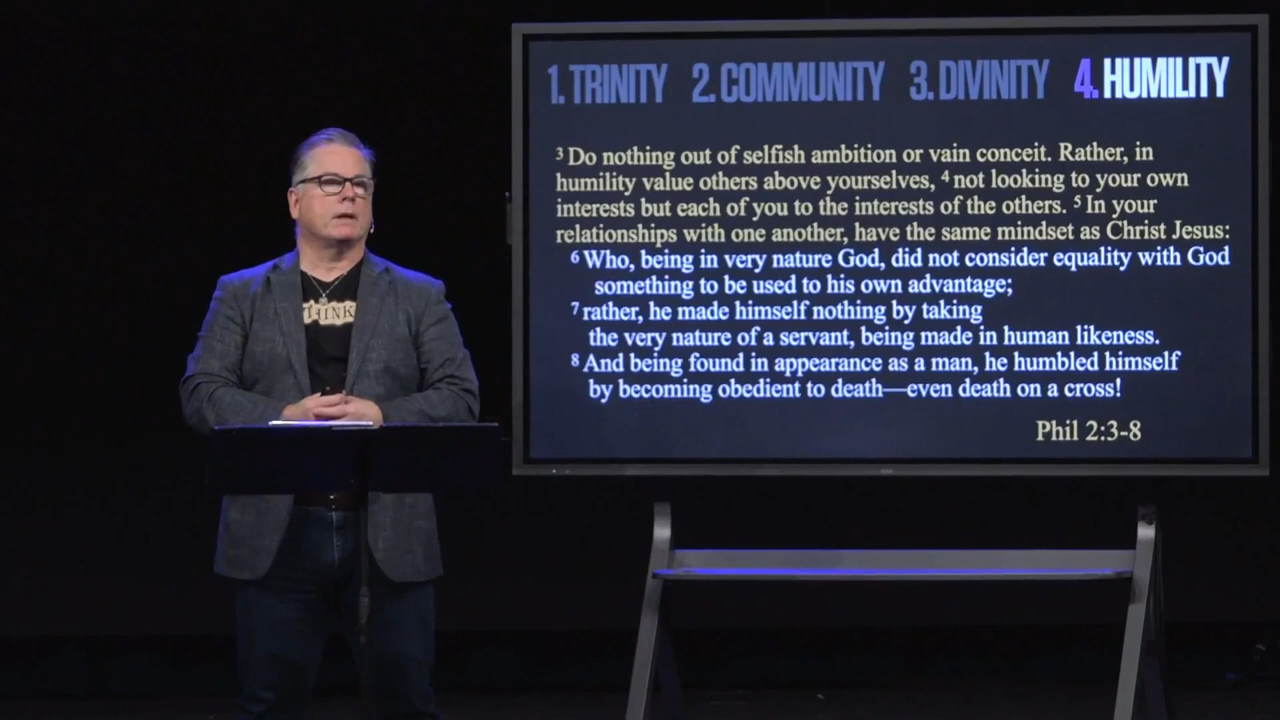 1. TRINITY 2. COMMUNITY 3. DIVINITY 4. HUMILITY
3 Do nothing out of selfish ambition or vain conceit. Rather, in
humility value others above yourselves, 4 not looking to your own
interests but each of you to the interests of the others. 5 In your
relationships with one another, have the same mindset as Christ Jesus:
6 Who, being in very nature God, did not consider equality with God
something to be used to his own advantage;
7 rather, he made himself nothing by taking
the very nature of a servant, being made in human likeness.
8 And being found in appearance as a man, he humbled himself
by becoming obedient to death—even death on a cross!
Phil 2:3-8
THINK